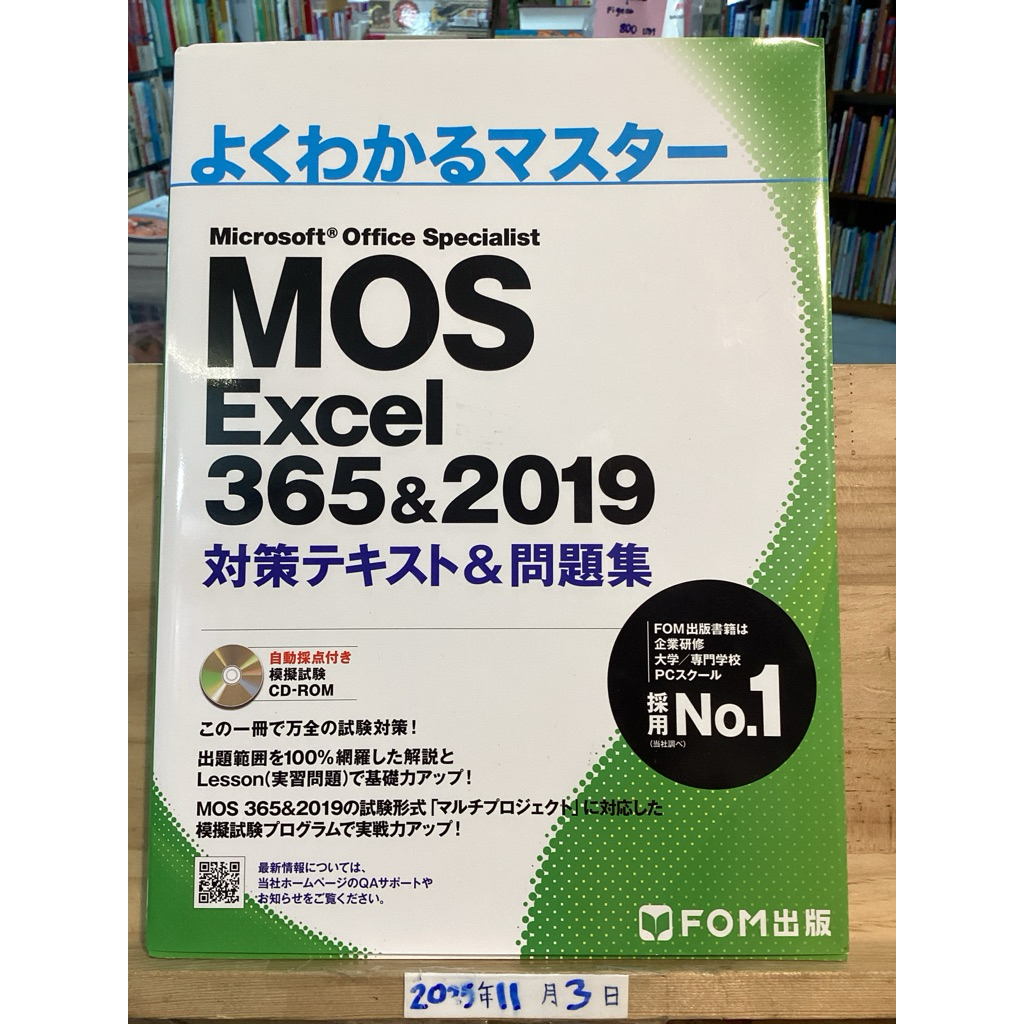 Pigeon
800 บาท
よくわかるマスター
Microsoft® Office Specialist
MOS
Excel
365&2019
対策テキスト&問題集
自動採点付き
模擬試験
CD-ROM
FOM出版書籍は
企業研修
大学/専門学校
PCスクール
採用 No.1
(当社調べ)
この一冊で万全の試験対策!
出題範囲を100%網羅した解説と
Lesson(実習問題)で基礎力アップ!
MOS 365&2019の試験形式「マルチプロジェクト」に対応した
模擬試験プログラムで実戦力アップ!
最新情報については、
当社ホームページのQAサポートや
お知らせをご覧ください。
FOM出版
2025年11月3日